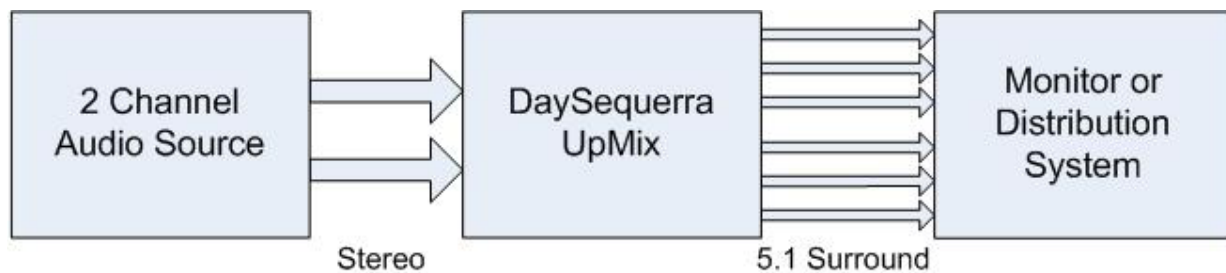 2 Channel
Audio Source
DaySequerra
UpMix
Monitor or
Distribution
System
Stereo
5.1 Surround